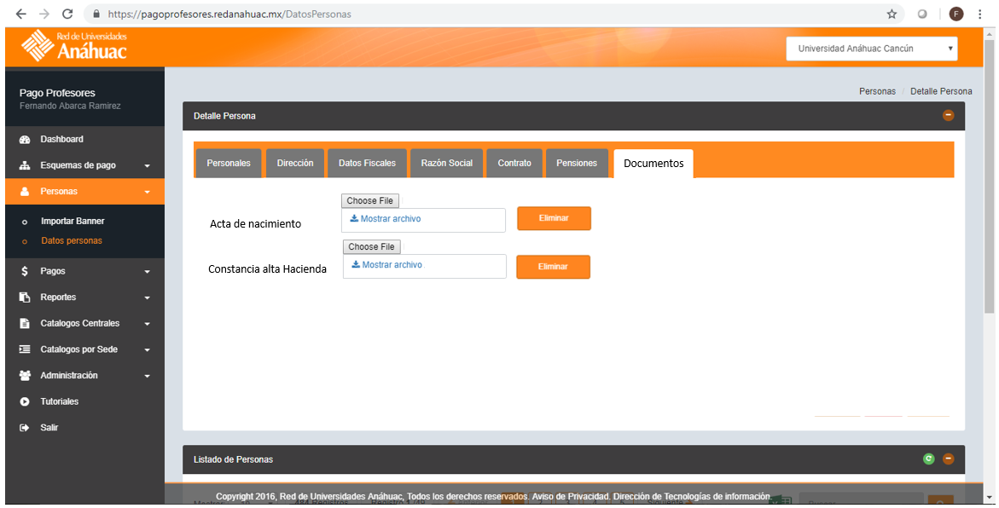 https://pagoprofesores.redanahuac.mx/DatosPersonas
F
Red de Universidades
Anáhuac
Universidad Anáhuac Cancún
Pago Profesores
Fernando Abarca Ramirez
Personas / Detalle Persona
Detalle Persona
Dashboard
Esquemas de pago
Personas
Importar Banner
Datos personas
Pagos
Reportes
Catalogos Centrales
Catalogos por Sede
Administración
Tutoriales
Salir
Personales
Dirección
Datos Fiscales
Razón Social
Contrato
Pensiones
Documentos
Choose File
Acta de nacimiento
Mostrar archivo
Eliminar
Choose File
Constancia alta Hacienda
Mostrar archivo
Eliminar
Listado de Personas
Copyright 2016, Red de Universidades Anáhuac, Todos los derechos reservados. Aviso de Privacidad. Dirección de Tecnologías de información